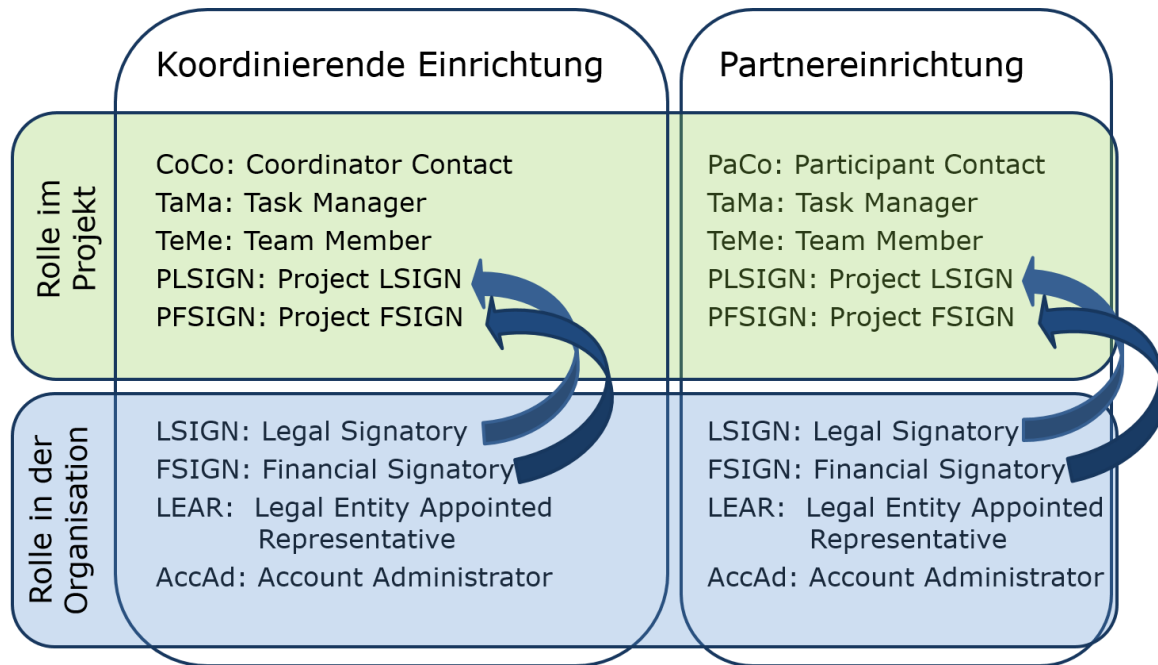 Koordinierende Einrichtung
Partnereinrichtung
Rolle im
Projekt
CoCo: Coordinator Contact
TaMa: Task Manager
TeMe: Team Member
PLSIGN: Project LSIGN
PFSIGN: Project FSIGN
PaCo: Participant Contact
TaMa: Task Manager
TeMe: Team Member
PLSIGN: Project LSIGN
PFSIGN: Project FSIGN
Rolle in der
Organisation
LSIGN: Legal Signatory
FSIGN: Financial Signatory
LEAR: Legal Entity Appointed
Representative
AccAd: Account Administrator
LSIGN: Legal Signatory
FSIGN: Financial Signatory
LEAR: Legal Entity Appointed
Representative
AccAd: Account Administrator